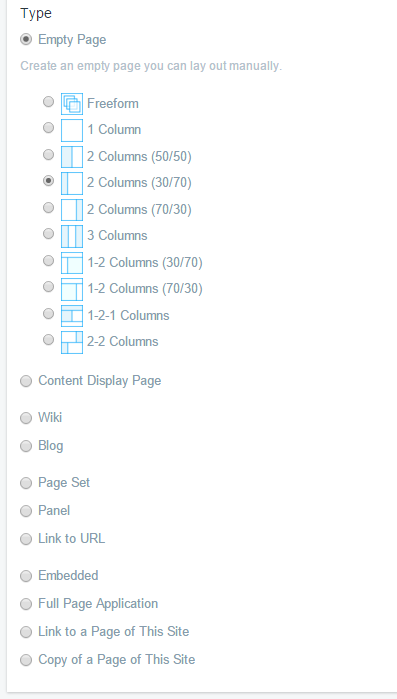 Type
Empty Page
Create an empty page you can lay out manually.
Freeform
1 Column
2 Columns (50/50)
2 Columns (30/70)
2 Columns (70/30)
3 Columns
1-2 Columns (30/70)
1-2 Columns (70/30)
1-2-1 Columns
2-2 Columns
Content Display Page
Wiki
Blog
Page Set
Panel
Link to URL
Embedded
Full Page Application
Link to a Page of This Site
Copy of a Page of This Site